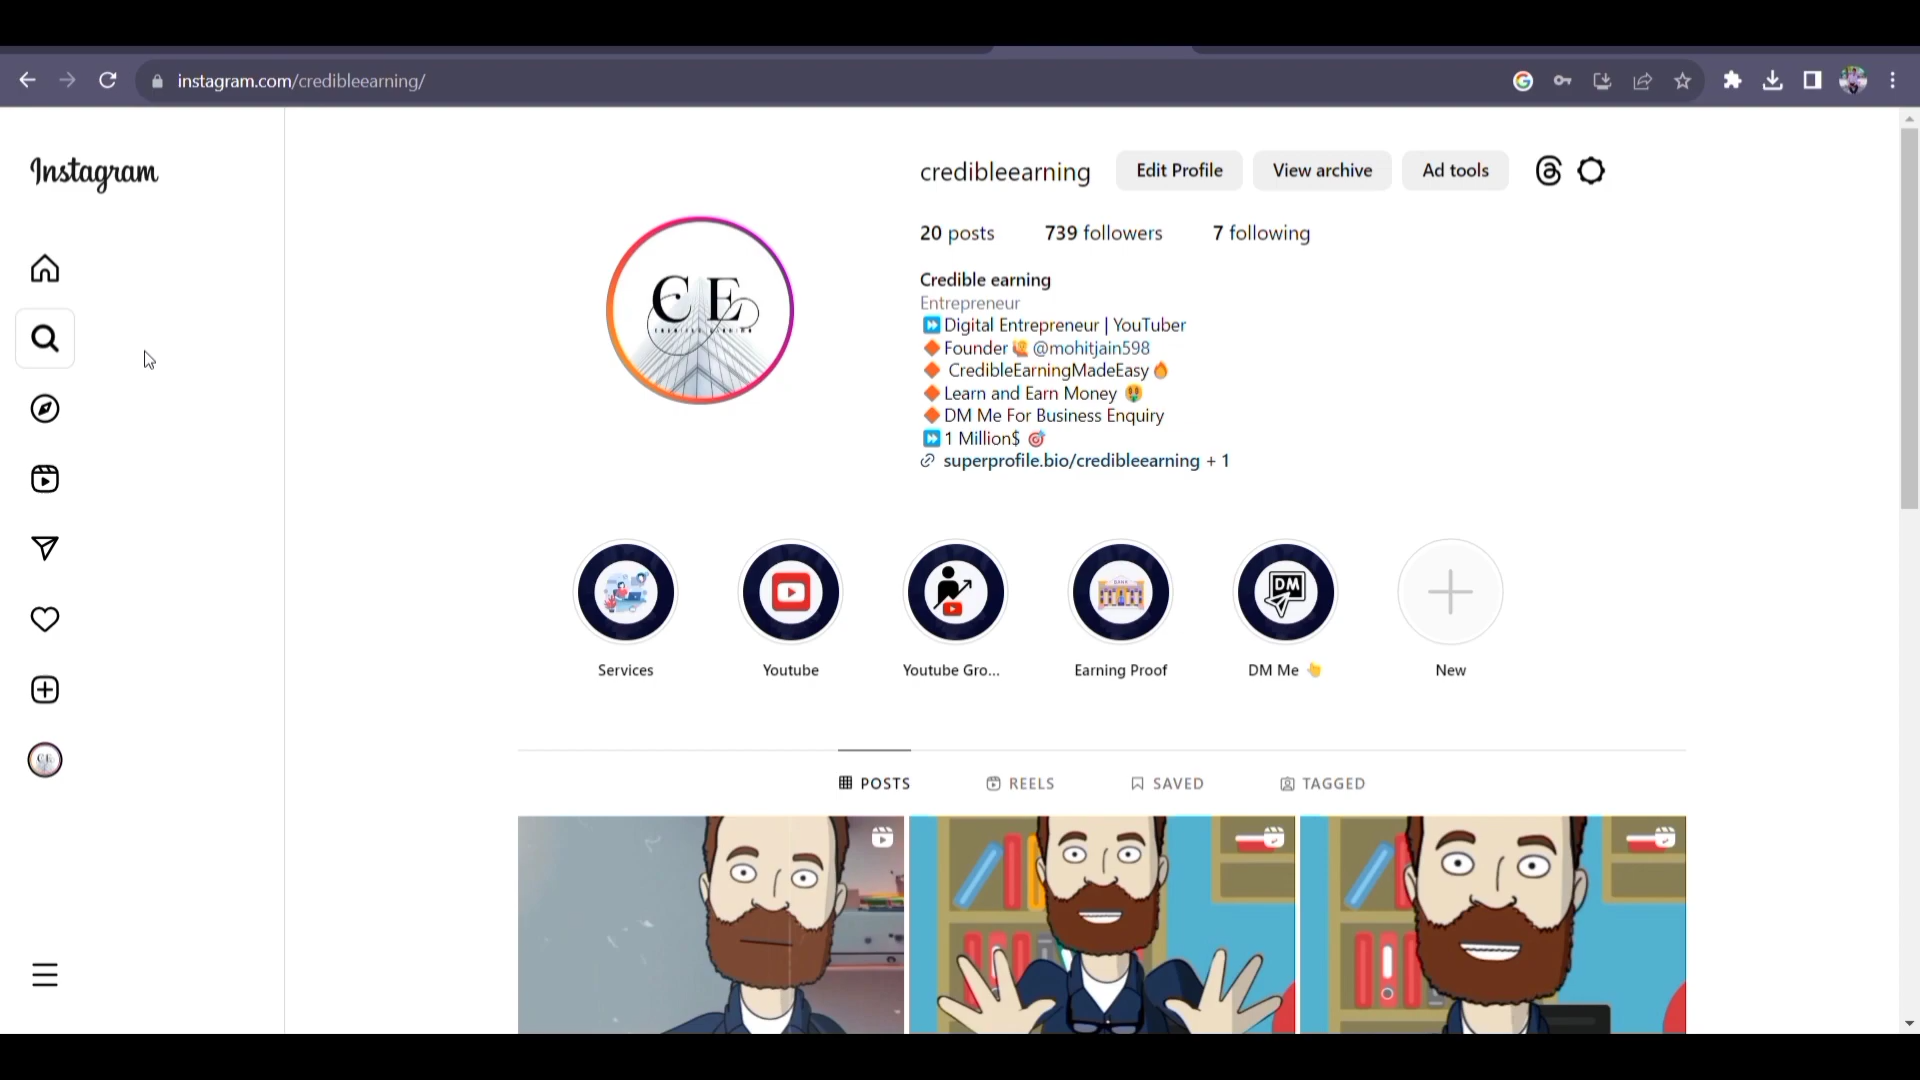 instagram.com/credibleearning/
Instagram
credibleearning
Edit Profile
View archive
Ad tools
20 posts
739 followers
7 following
Credible earning
Entrepreneur
⏩Digital Entrepreneur | YouTuber
🔶Founder🙋 @mohitjain598
🔶 CredibleEarningMadeEasy🔥
🔶Learn and Earn Money 🤑
🔶DM Me For Business Enquiry
⏩1 Million$ 🎯
superprofile.bio/credibleearning + 1
C E
DM
BANK
Services
Youtube
Youtube Gro...
Earning Proof
DM Me 👆
New
POSTS
REELS
SAVED
TAGGED